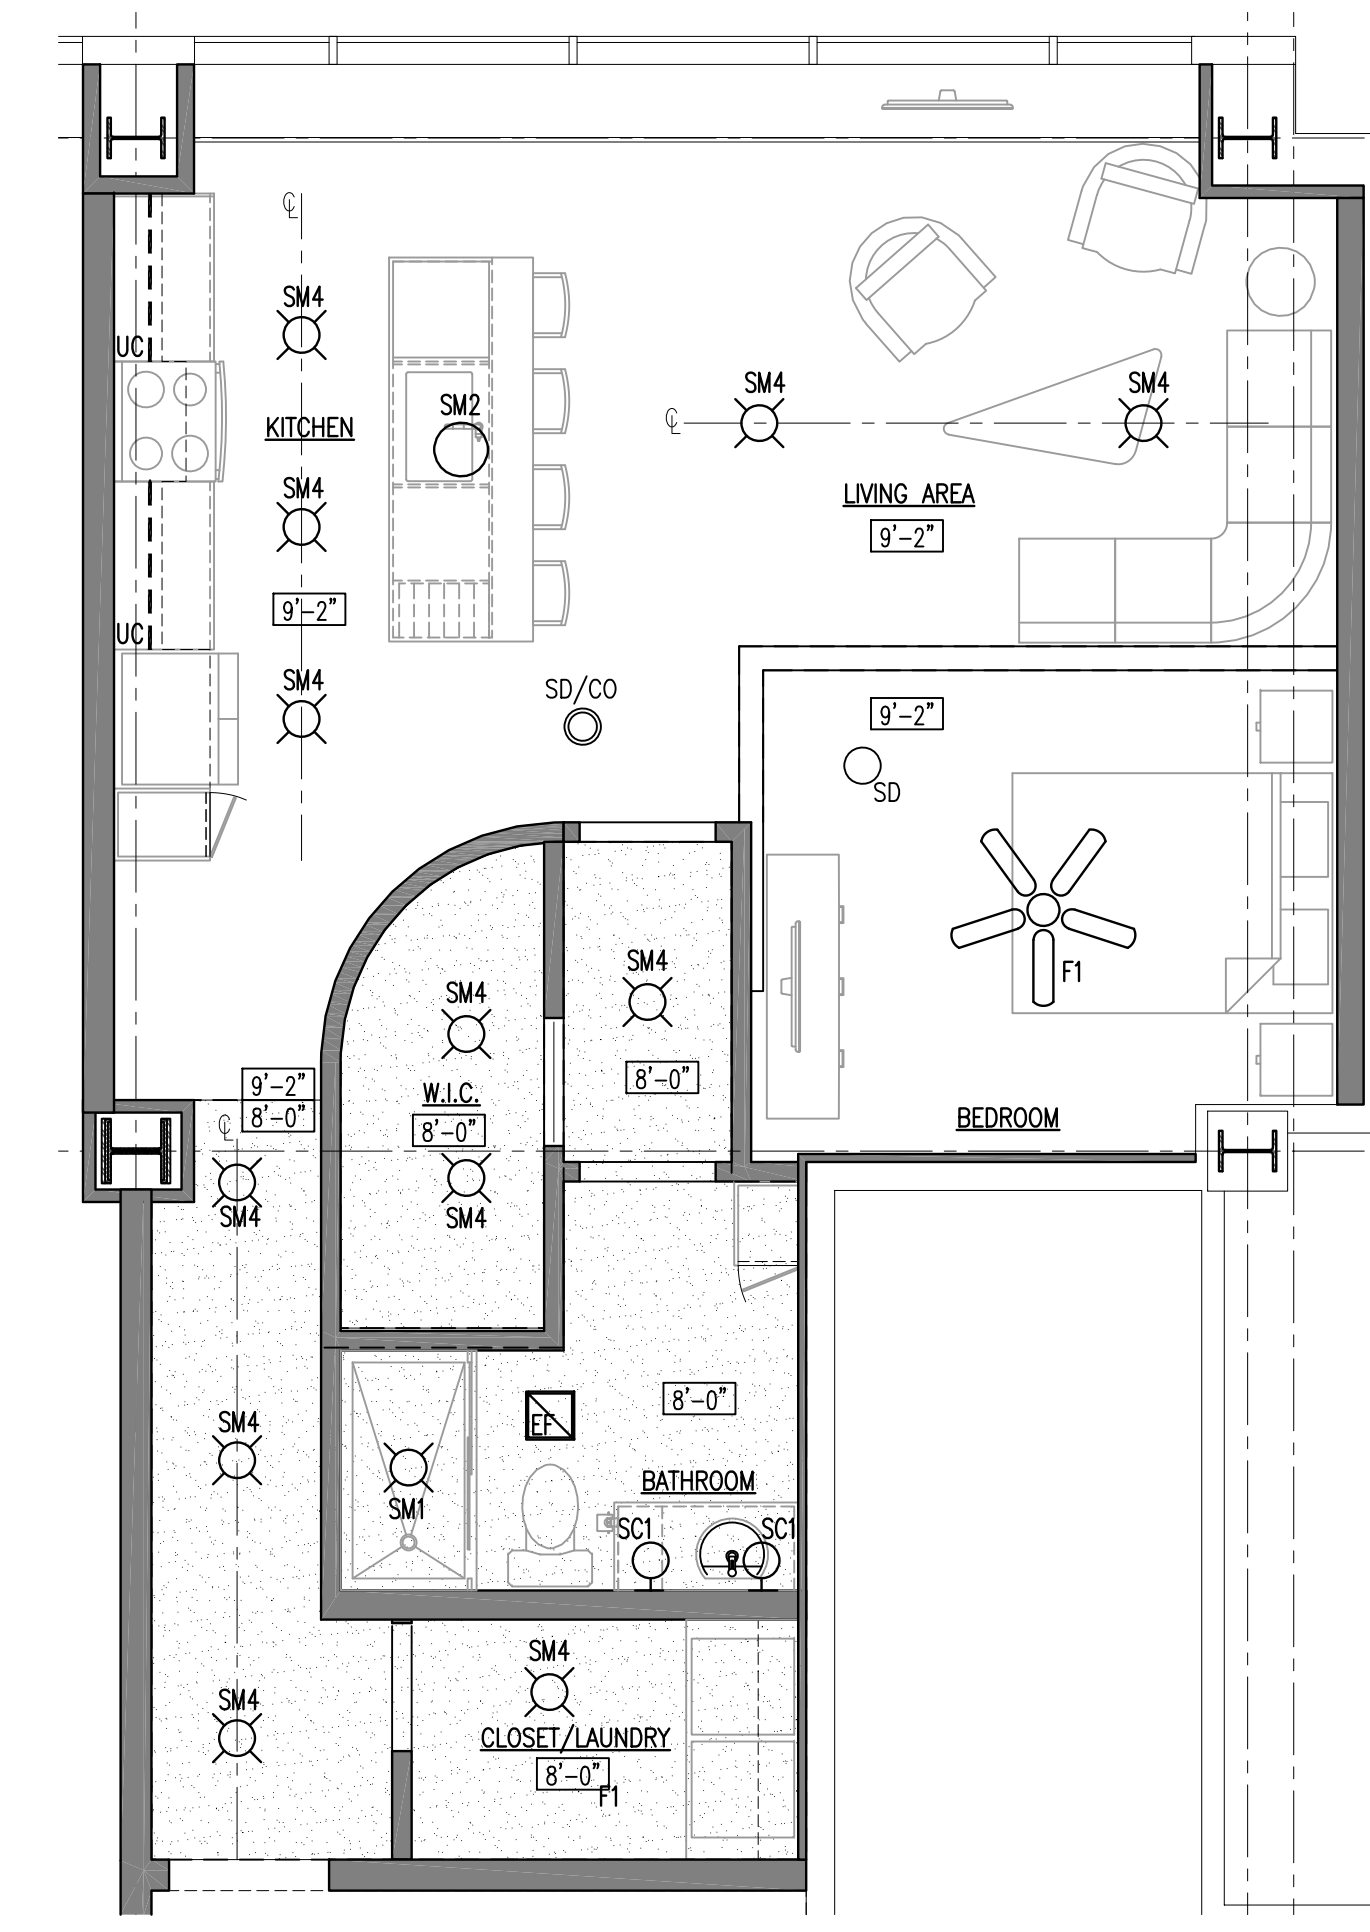 ℄
SM4
UC
SM4
SM4
SM2
℄
KITCHEN
SM4
LIVING AREA
9'-2"
9'-2"
UC
SM4
SD/CO
9'-2"
SD
SM4
F1
SM4
9'-2"
8'-0"
W.I.C.
8'-0"
8'-0"
BEDROOM
℄
SM4
SM4
8'-0"
SM4
EF
BATHROOM
SM1
SC1
SC1
SM4
SM4
CLOSET/LAUNDRY
8'-0"
F1